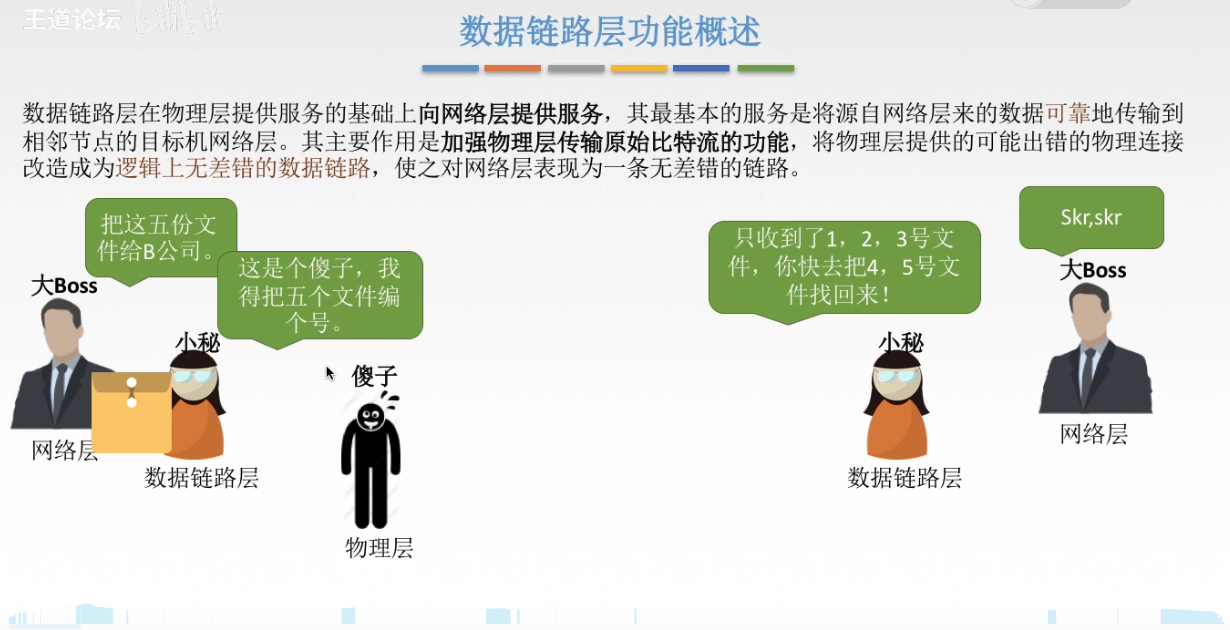 王道论坛
数据链路层功能概述
数据链路层在物理层提供服务的基础上向网络层提供服务，其最基本的服务是将源自网络层来的数据可靠地传输到
相邻节点的目标机网络层。其主要作用是加强物理层传输原始比特流的功能，将物理层提供的可能出错的物理连接
改造成为逻辑上无差错的数据链路，使之对网络层表现为一条无差错的链路。
把这五份文
件给B公司。
大Boss
网络层
这是个傻子，我
得把五个文件编
个号。
小秘
数据链路层
傻子
物理层
只收到了1，2，3号文
件，你快去把4，5号文
件找回来！
小秘
数据链路层
Skr,skr
大Boss
网络层